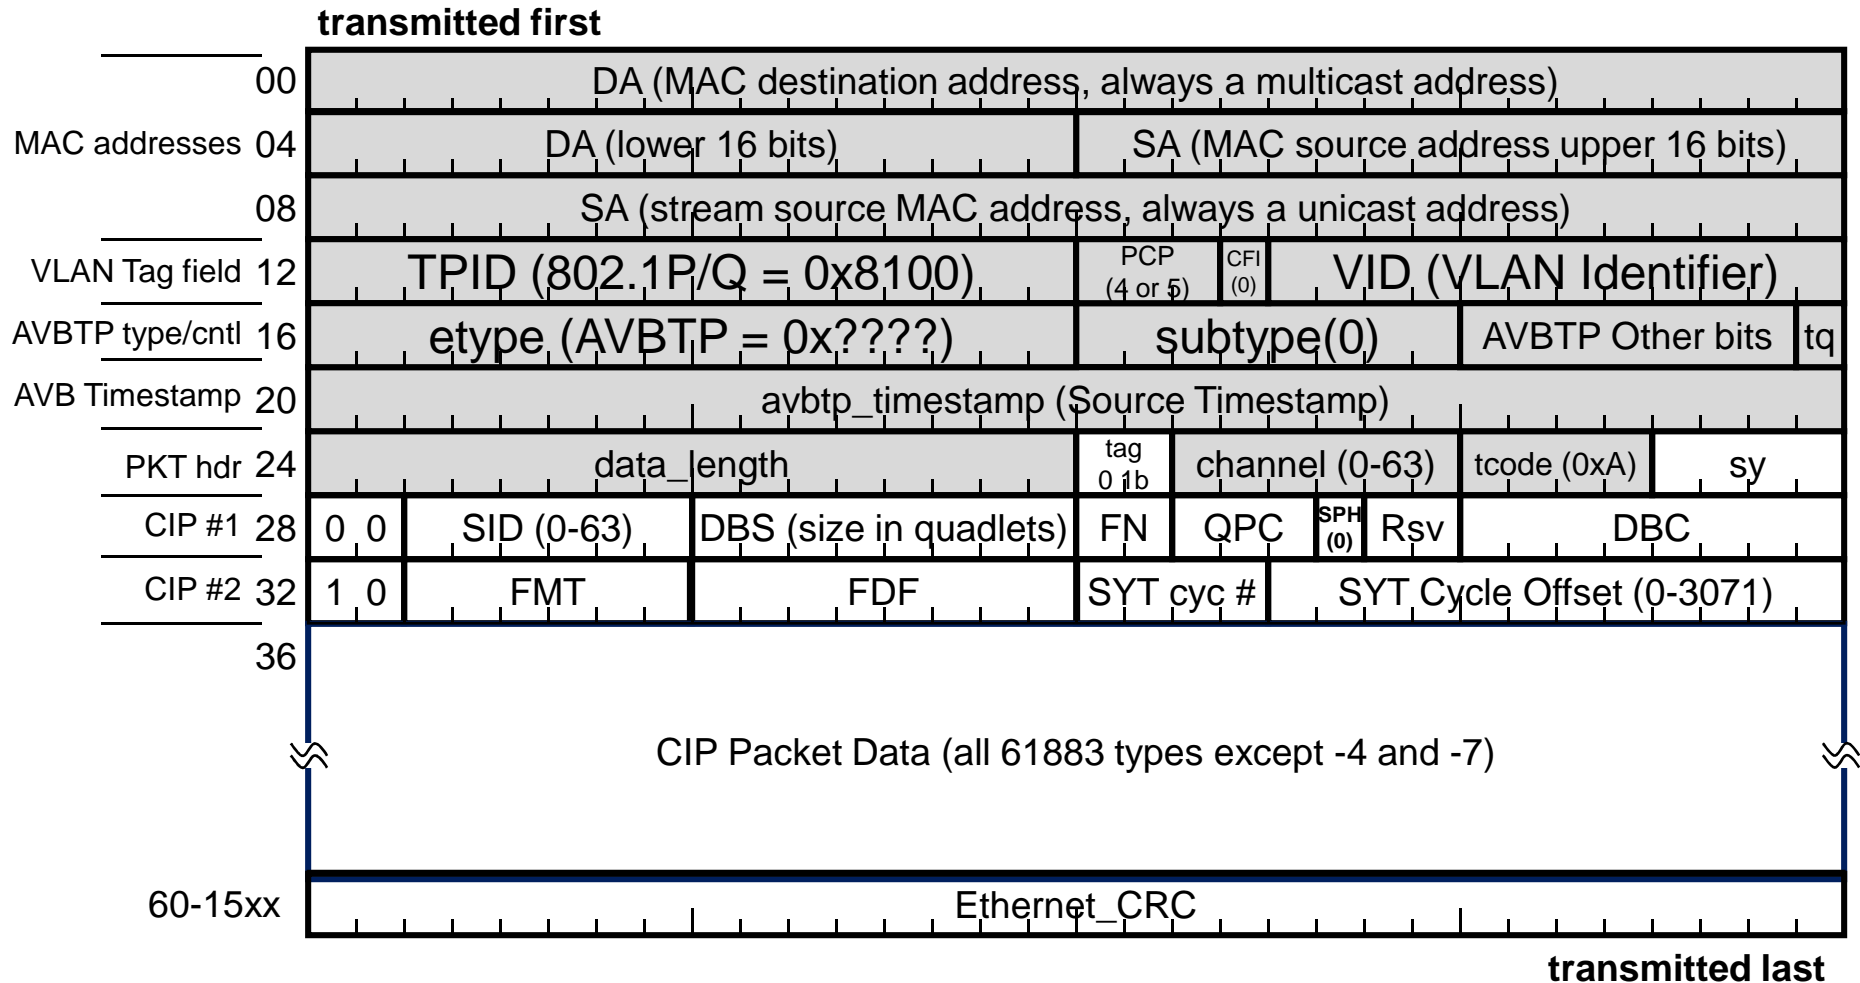 transmitted first
00 DA (MAC destination address, always a multicast address)
MAC addresses 04 DA (lower 16 bits) SA (MAC source address upper 16 bits)
08 SA (stream source MAC address, always a unicast address)
VLAN Tag field 12 TPID (802.1P/Q = 0x8100) PCP (4 or 5) CFI (0) VID (VLAN Identifier)
AVBTP type/cntl 16 etype (AVBTP = 0x????) subtype(0) AVBTP Other bits tq
AVB Timestamp 20 avbtp_timestamp (Source Timestamp)
PKT hdr 24 data_length tag 0 1b channel (0-63) tcode (0xA) sy
CIP #1 28 0 0 SID (0-63) DBS (size in quadlets) FN QPC SPH (0) Rsv DBC
CIP #2 32 1 0 FMT FDF SYT cyc # SYT Cycle Offset (0-3071)
36
CIP Packet Data (all 61883 types except -4 and -7)
60-15xx Ethernet_CRC
transmitted last